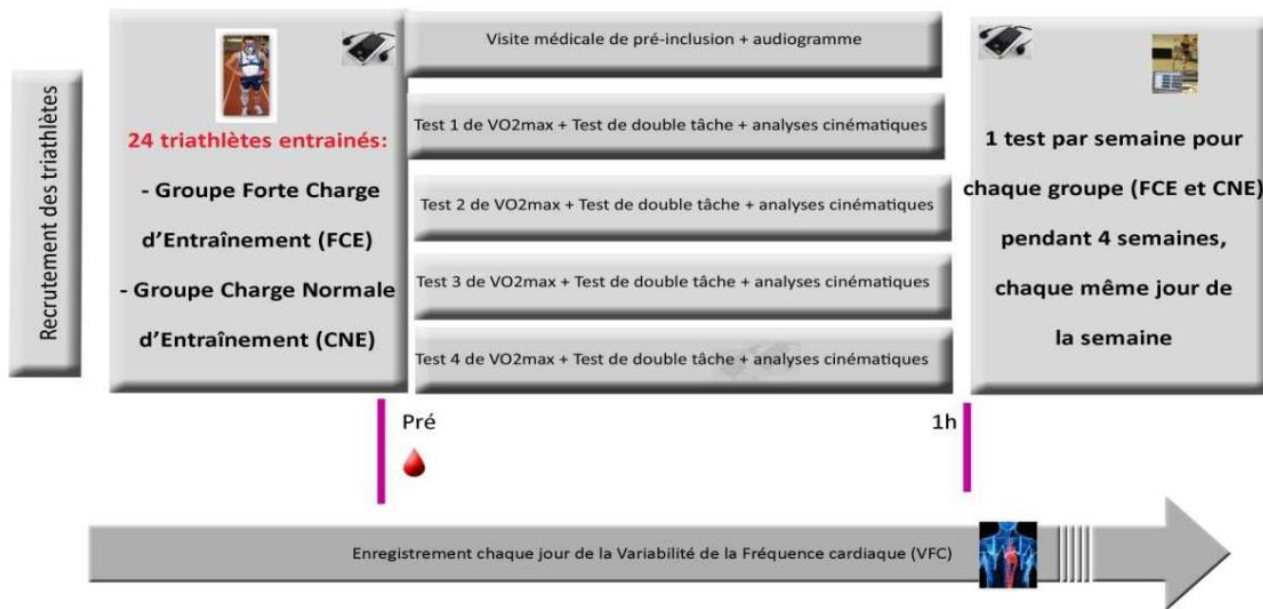 Recrutement des triathlètes
24 triathlètes entrainés:
- Groupe Forte Charge
d'Entraînement (FCE)
- Groupe Charge Normale
d'Entraînement (CNE)
Visite médicale de pré-inclusion + audiogramme
Test 1 de VO2max + Test de double tâche + analyses cinématiques
Test 2 de VO2max + Test de double tâche + analyses cinématiques
Test 3 de VO2max + Test de double tâche + analyses cinématiques
Test 4 de VO2max + Test de double tâche + analyses cinématiques
1 test par semaine pour
chaque groupe (FCE et CNE)
pendant 4 semaines,
chaque même jour de
la semaine
Pré
1h
Enregistrement chaque jour de la Variabilité de la Fréquence cardiaque (VFC)